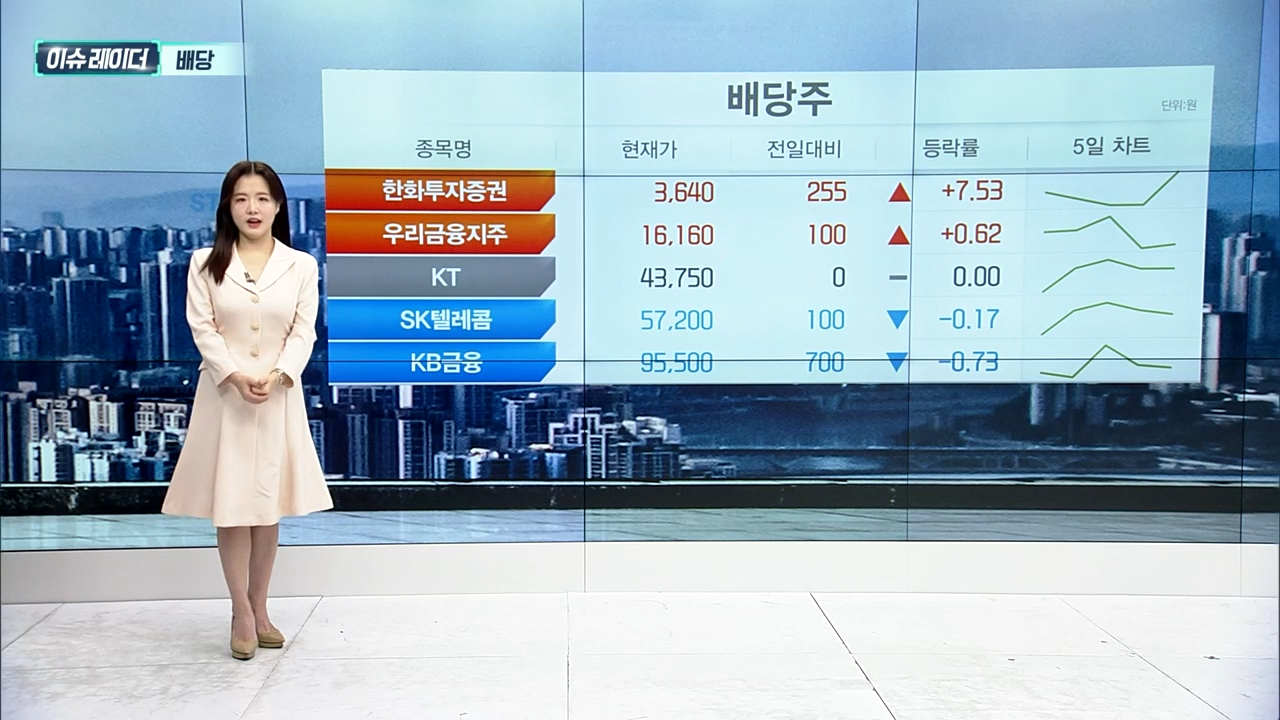 이슈 레이더 배당
배당주
단위:원
종목명 현재가 전일대비 등락률 5일 차트
한화투자증권 3,640 255 ▲ +7.53
우리금융지주 16,160 100 ▲ +0.62
KT 43,750 0 – 0.00
SK텔레콤 57,200 100 ▼ -0.17
KB금융 95,500 700 ▼ -0.73